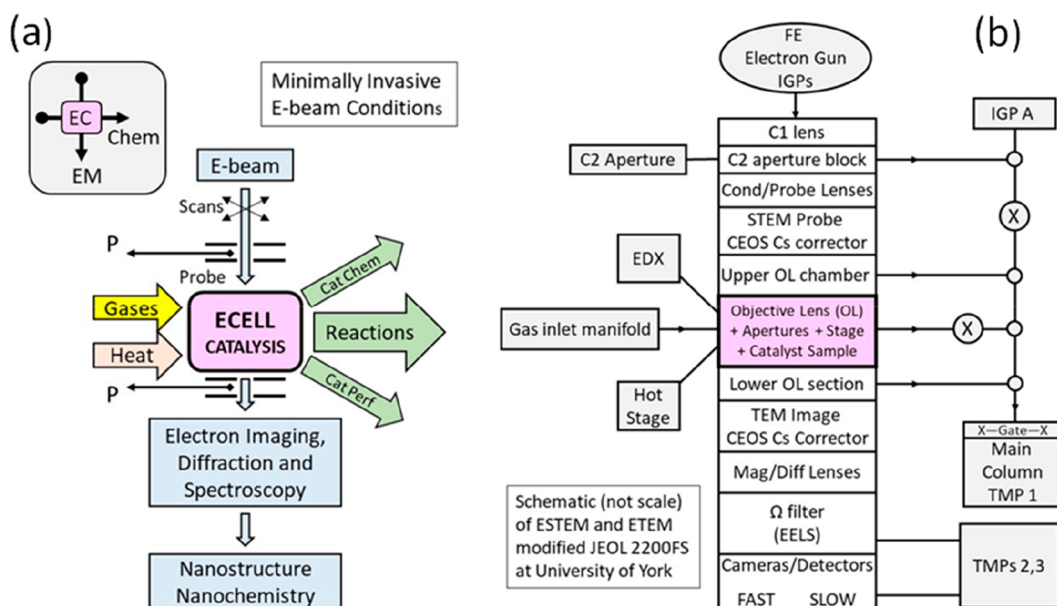 (a)
EC
Chem
EM
Minimally Invasive
E-beam Conditions
E-beam
Scans
P
Probe
Gases
Heat
P
ECELL
CATALYSIS
Cat Chem
Reactions
Cat Perf
Electron Imaging,
Diffraction and
Spectroscopy
Nanostructure
Nanochemistry
(b)
FE
Electron Gun
IGPs
C1 lens
C2 Aperture
C2 aperture block
Cond/Probe Lenses
STEM Probe
CEOS Cs corrector
EDX
Upper OL chamber
Gas inlet manifold
Objective Lens (OL)
+ Apertures + Stage
+ Catalyst Sample
Hot
Stage
Lower OL section
TEM Image
CEOS Cs Corrector
Mag/Diff Lenses
Ω filter
(EELS)
Cameras/Detectors
FAST SLOW
IGP A
X
X
X—Gate—X
Main
Column
TMP 1
TMPs 2,3
Schematic (not scale)
of ESTEM and ETEM
modified JEOL 2200FS
at University of York